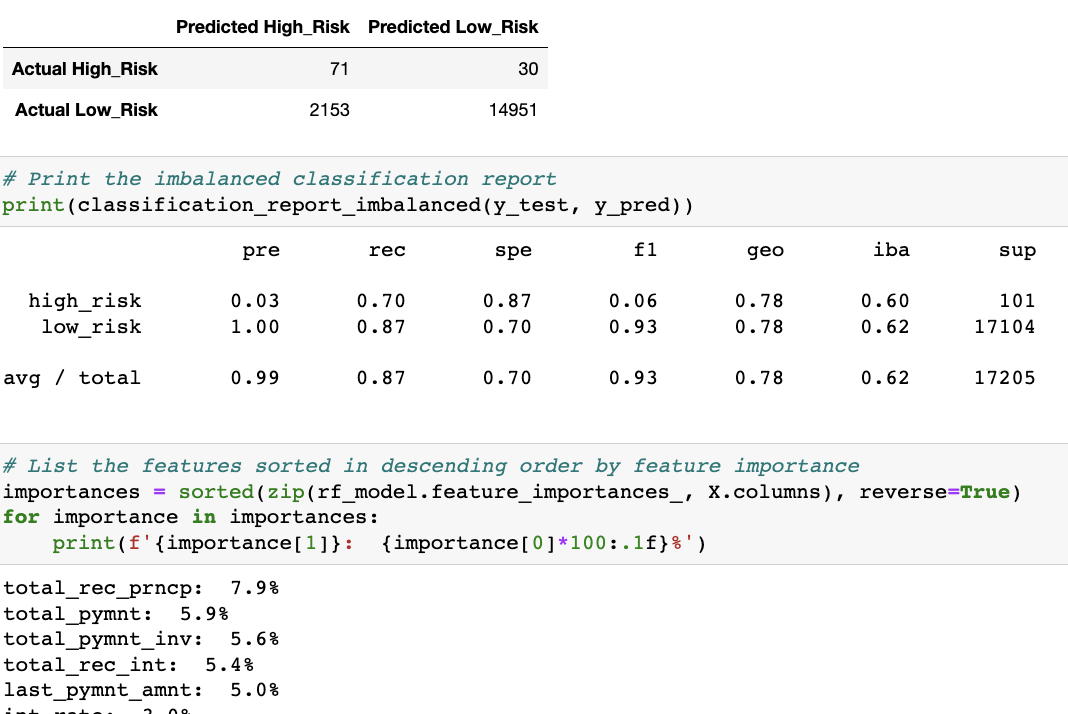 Predicted High_Risk Predicted Low_Risk
Actual High_Risk 71 30
Actual Low_Risk 2153 14951
# Print the imbalanced classification report
print(classification_report_imbalanced(y_test, y_pred))
pre rec spe f1 geo iba sup
high_risk 0.03 0.70 0.87 0.06 0.78 0.60 101
low_risk 1.00 0.87 0.70 0.93 0.78 0.62 17104
avg / total 0.99 0.87 0.70 0.93 0.78 0.62 17205
# List the features sorted in descending order by feature importance
importances = sorted(zip(rf_model.feature_importances_, X.columns), reverse=True)
for importance in importances:
    print(f'{importance[1]}:  {importance[0]*100:.1f}%')
total_rec_prncp:  7.9%
total_pymnt:  5.9%
total_pymnt_inv:  5.6%
total_rec_int:  5.4%
last_pymnt_amnt:  5.0%